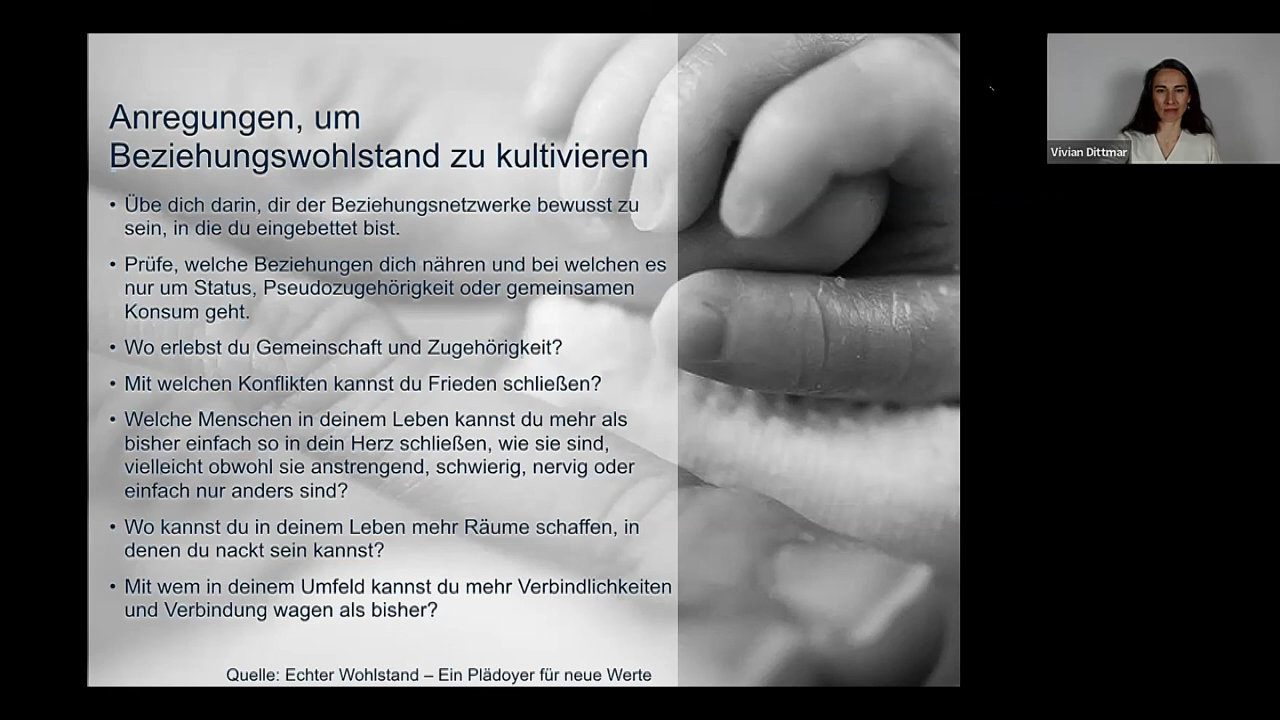 Anregungen, um
Beziehungswohlstand zu kultivieren
• Übe dich darin, dir der Beziehungsnetzwerke bewusst zu
sein, in die du eingebettet bist.
• Prüfe, welche Beziehungen dich nähren und bei welchen es
nur um Status, Pseudozugehörigkeit oder gemeinsamen
Konsum geht.
• Wo erlebst du Gemeinschaft und Zugehörigkeit?
• Mit welchen Konflikten kannst du Frieden schließen?
• Welche Menschen in deinem Leben kannst du mehr als
bisher einfach so in dein Herz schließen, wie sie sind,
vielleicht obwohl sie anstrengend, schwierig, nervig oder
einfach nur anders sind?
• Wo kannst du in deinem Leben mehr Räume schaffen, in
denen du nackt sein kannst?
• Mit wem in deinem Umfeld kannst du mehr Verbindlichkeiten
und Verbindung wagen als bisher?
Quelle: Echter Wohlstand – Ein Plädoyer für neue Werte
Vivian Dittmar